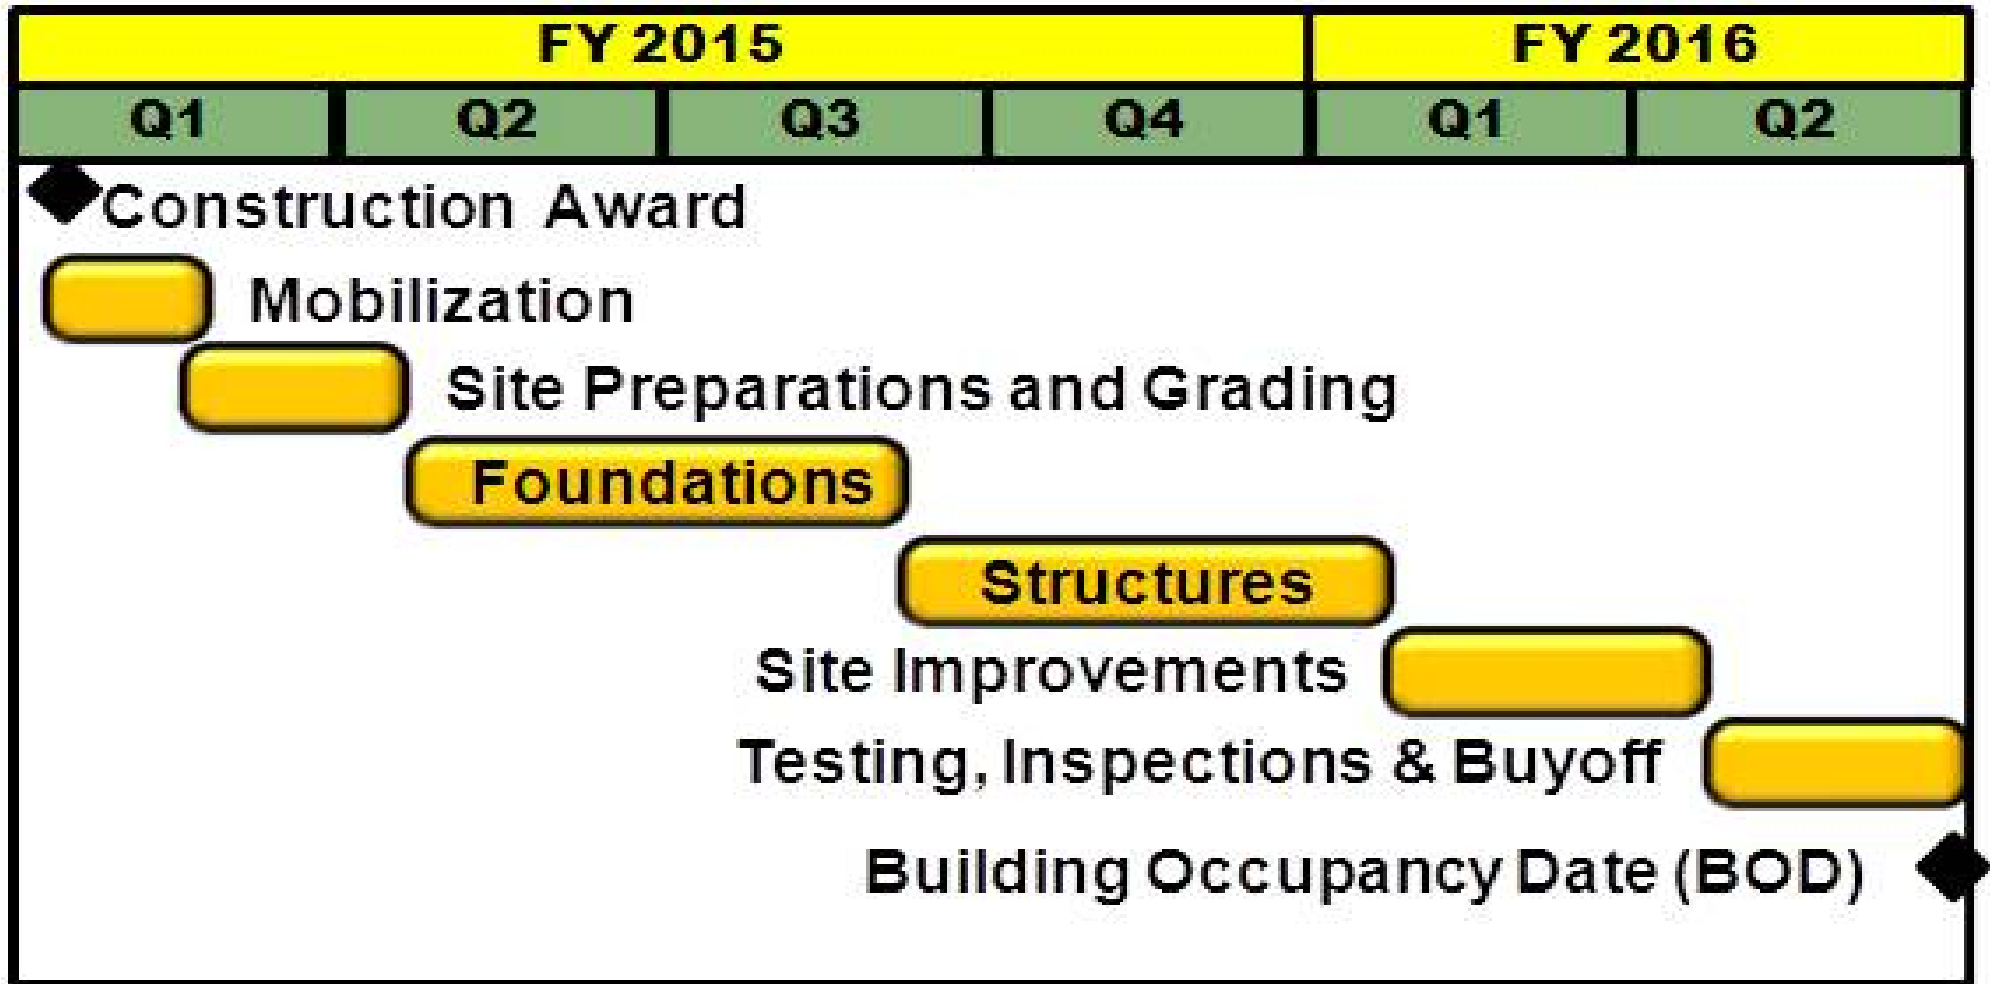 FY 2015 FY 2016
Q1 Q2 Q3 Q4 Q1 Q2
Construction Award
Mobilization
Site Preparations and Grading
Foundations
Structures
Site Improvements
Testing, Inspections & Buyoff
Building Occupancy Date (BOD)